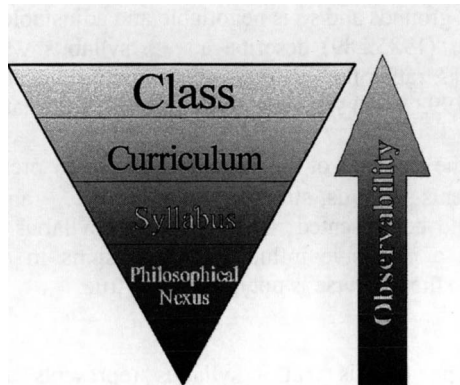 Class
Curriculum
Syllabus
Philosophical
Nexus
Observability